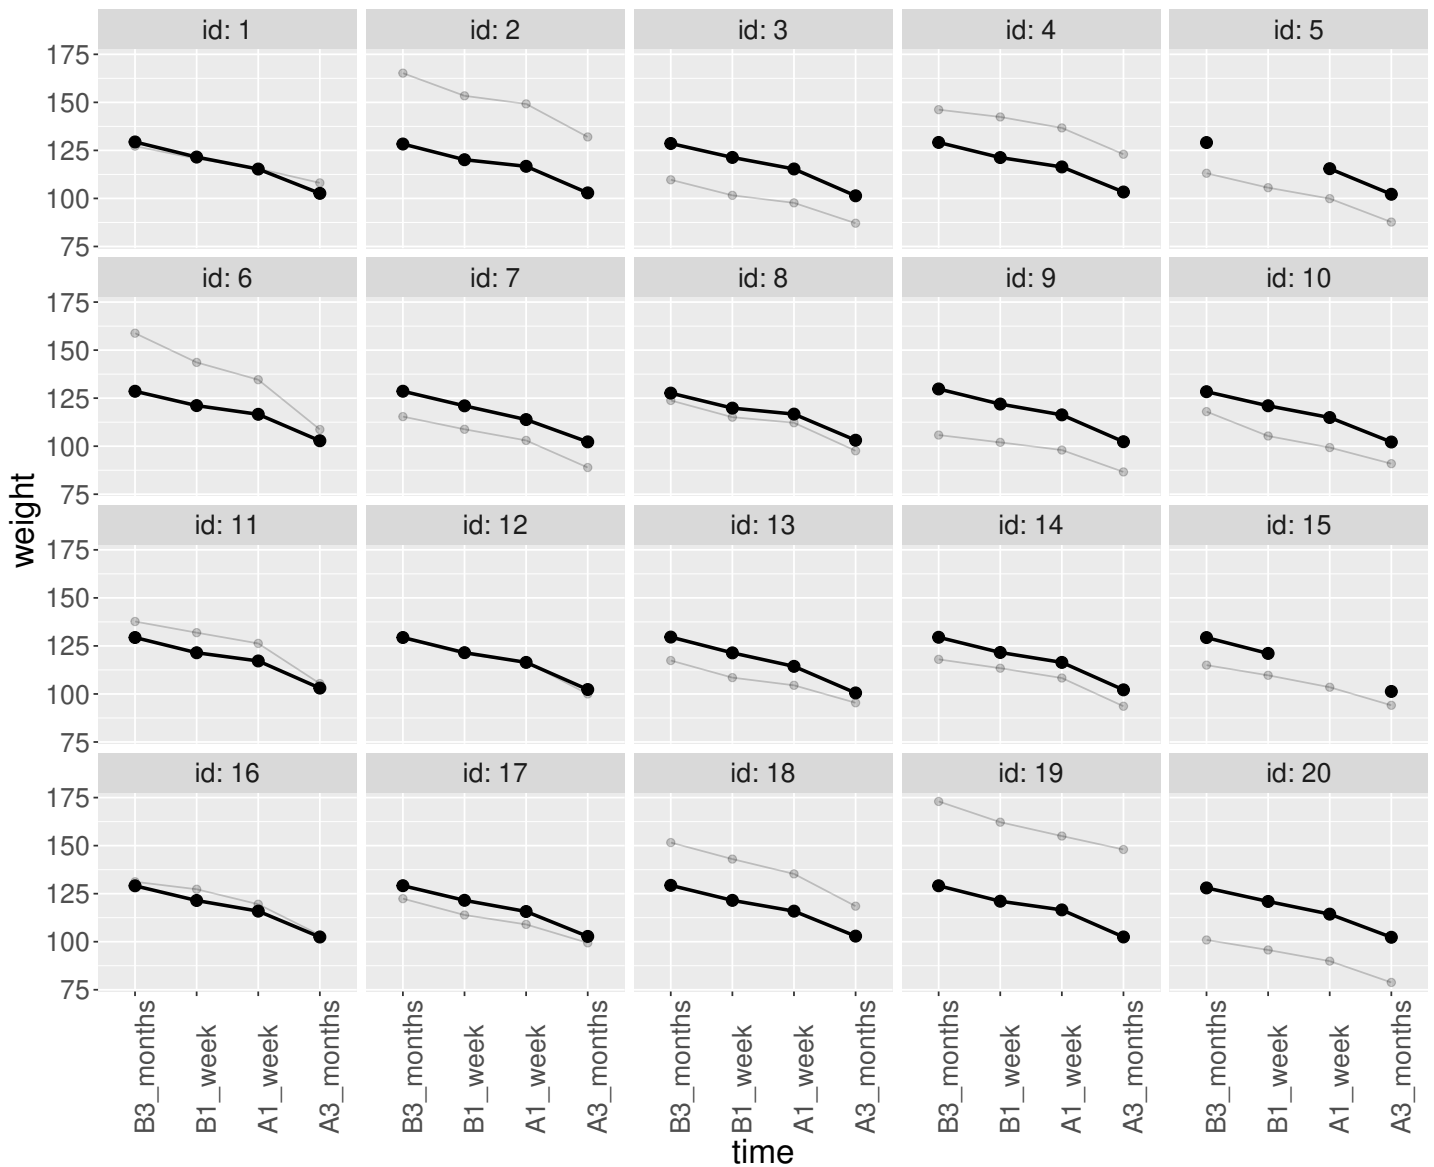 id: 1
id: 2
id: 3
id: 4
id: 5
175
150
125
100
75
id: 6
id: 7
id: 8
id: 9
id: 10
175
150
125
100
75
weight
id: 11
id: 12
id: 13
id: 14
id: 15
175
150
125
100
75
id: 16
id: 17
id: 18
id: 19
id: 20
175
150
125
100
75
B3_months
B1_week
A1_week
A3_months
B3_months
B1_week
A1_week
A3_months
B3_months
B1_week
A1_week
A3_months
B3_months
B1_week
A1_week
A3_months
B3_months
B1_week
A1_week
A3_months
time